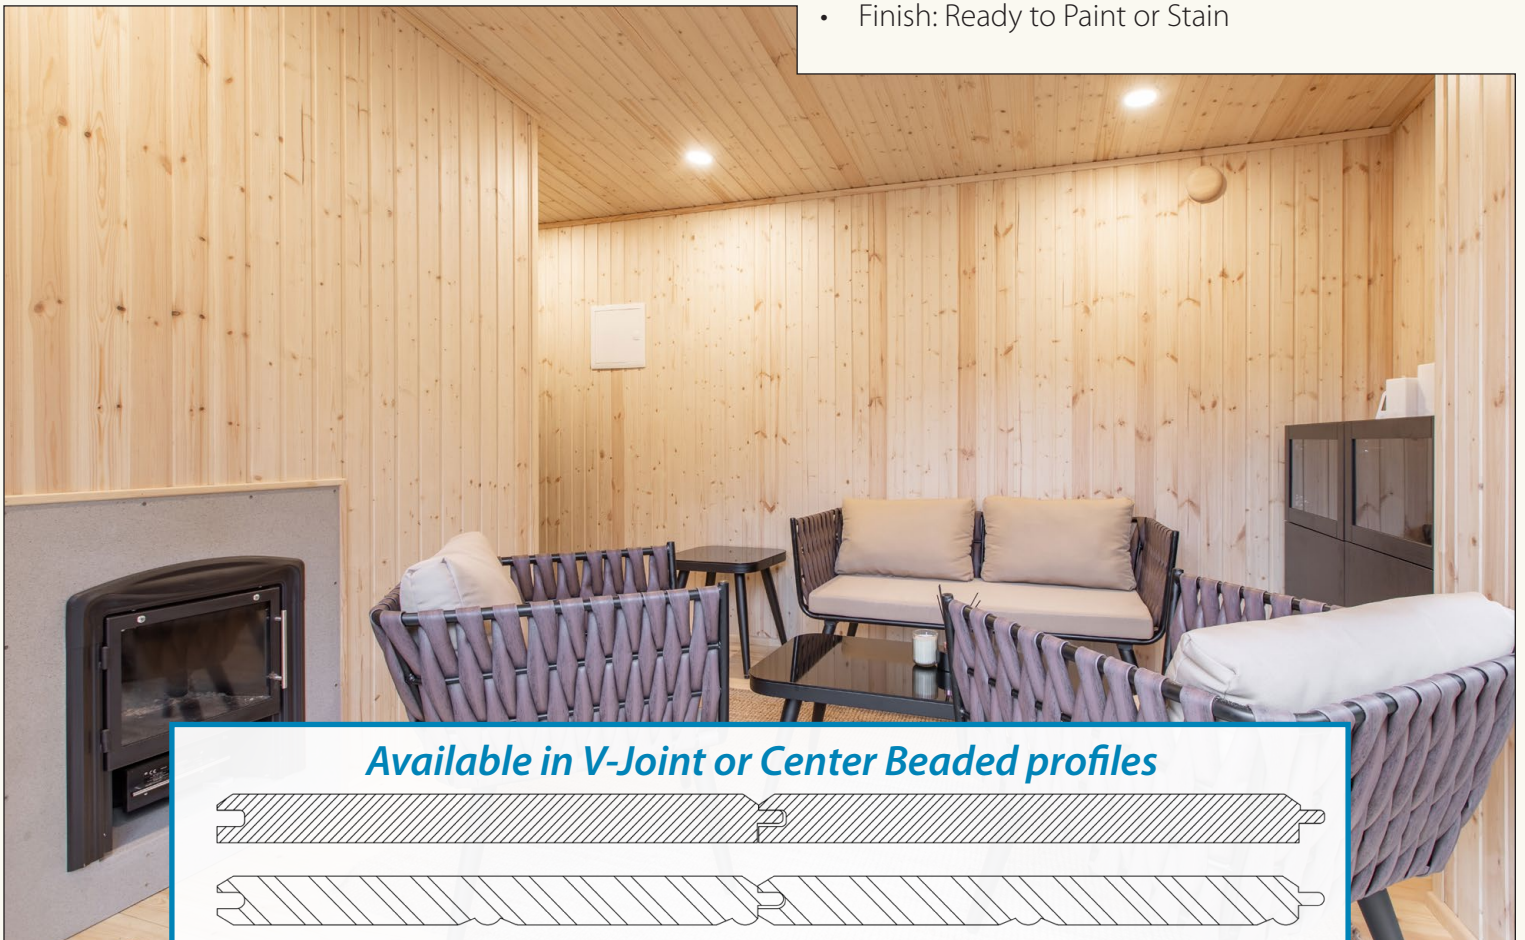 • Finish: Ready to Paint or Stain
Available in V-Joint or Center Beaded profiles